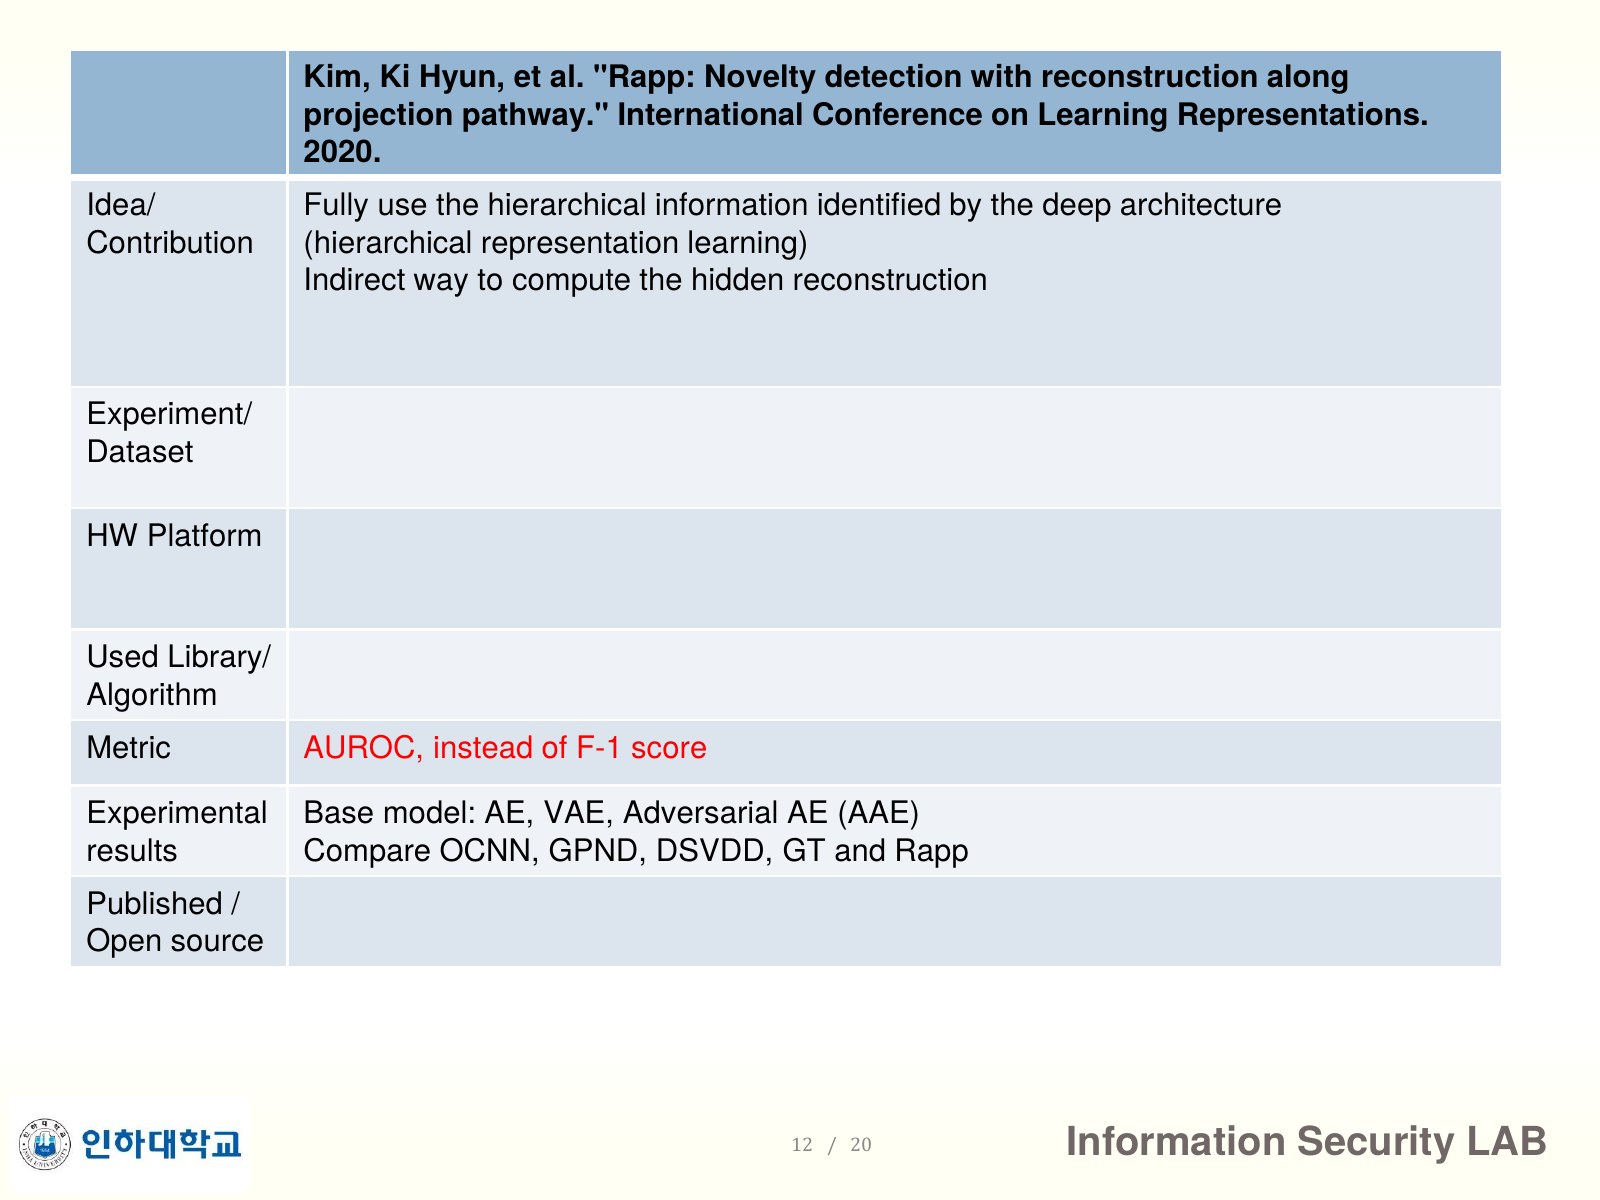 Kim, Ki Hyun, et al. "Rapp: Novelty detection with reconstruction along
projection pathway." International Conference on Learning Representations.
2020.
Idea/
Contribution
Fully use the hierarchical information identified by the deep architecture
(hierarchical representation learning)
Indirect way to compute the hidden reconstruction
Experiment/
Dataset
HW Platform
Used Library/
Algorithm
Metric
AUROC, instead of F-1 score
Experimental
results
Base model: AE, VAE, Adversarial AE (AAE)
Compare OCNN, GPND, DSVDD, GT and Rapp
Published /
Open source
인하대학교
12 / 20
Information Security LAB